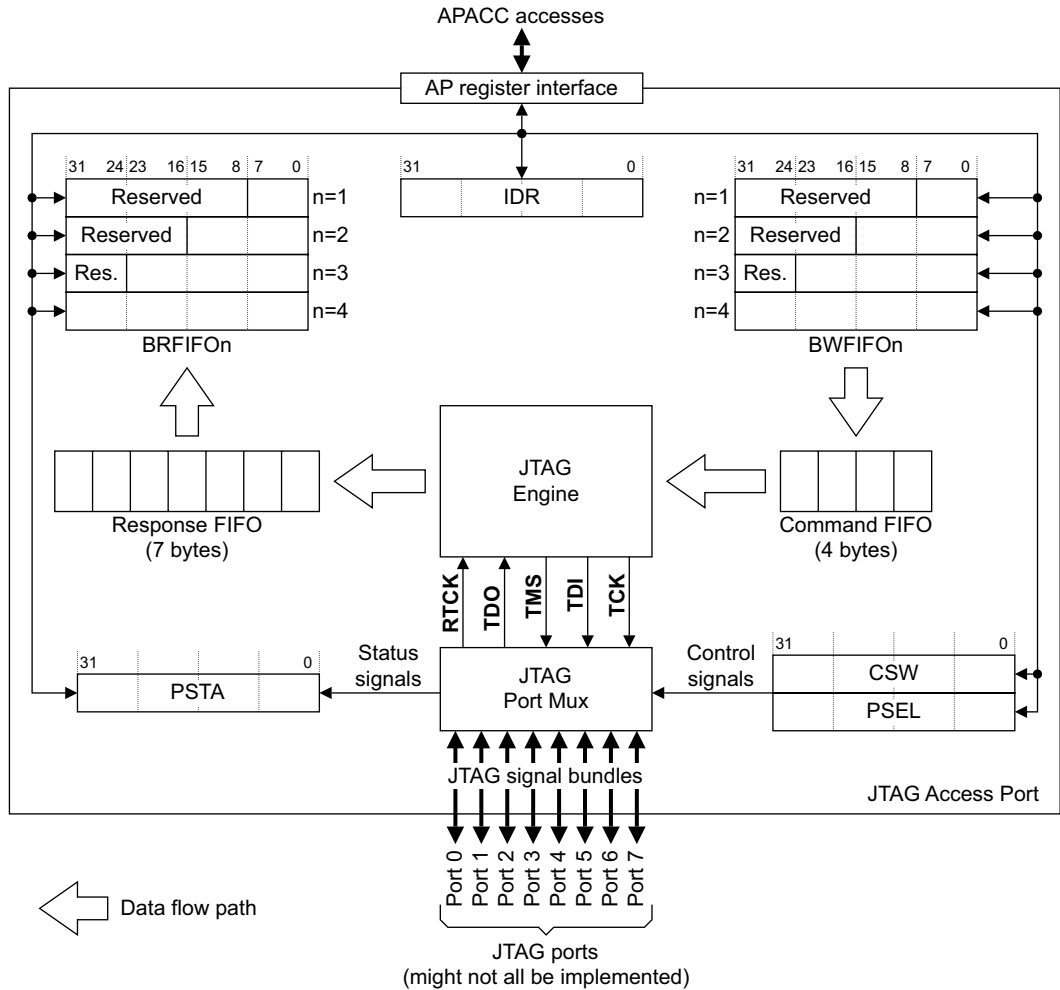 APACC accesses
AP register interface
31 24 23 16 15 8 7 0
31 0
31 24 23 16 15 8 7 0
Reserved n=1
IDR
n=1 Reserved
Reserved n=2
n=2 Reserved
Res. n=3
n=3 Res.
n=4
n=4
BRFIFOn
BWFIFOn
JTAG
Engine
Response FIFO
(7 bytes)
Command FIFO
(4 bytes)
RTCK
TDO
TMS
TDI
TCK
31 0
PSTA
Status
signals
JTAG
Port Mux
Control
signals
31 0
CSW
PSEL
JTAG signal bundles
JTAG Access Port
Port 0
Port 1
Port 2
Port 3
Port 4
Port 5
Port 6
Port 7
Data flow path
JTAG ports
(might not all be implemented)